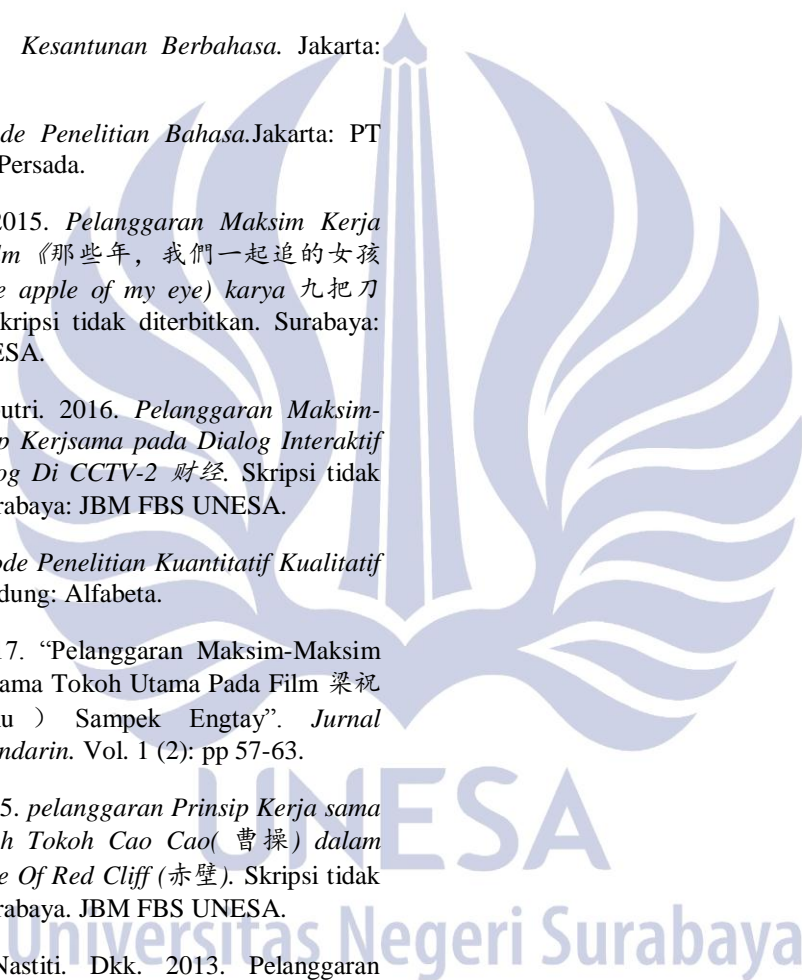 Kesantunan Berbahasa. Jakarta:
de Penelitian Bahasa.Jakarta: PT
Persada.
2015. Pelanggaran Maksim Kerja
lm 《那些年，我們一起追的女孩
e apple of my eye) karya 九把刀
kripsi tidak diterbitkan. Surabaya:
ESA.
utri. 2016. Pelanggaran Maksim-
p Kerjsama pada Dialog Interaktif
og Di CCTV-2 财经. Skripsi tidak
rabaya: JBM FBS UNESA.
ode Penelitian Kuantitatif Kualitatif
dung: Alfabeta.
17. “Pelanggaran Maksim-Maksim
ama Tokoh Utama Pada Film 梁祝
u ） Sampek Engtay”. Jurnal
ndarin. Vol. 1 (2): pp 57-63.
5. pelanggaran Prinsip Kerja sama
h Tokoh Cao Cao( 曹操) dalam
e Of Red Cliff (赤壁). Skripsi tidak
rabaya. JBM FBS UNESA.
Nastiti. Dkk. 2013. Pelanggaran
UNESA
Universitas Negeri Surabaya